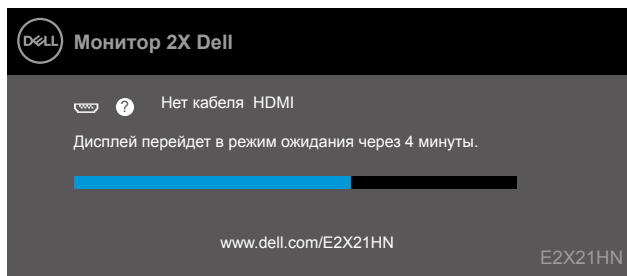 DELL
Монитор 2X Dell
? Нет кабеля HDMI
Дисплей перейдет в режим ожидания через 4 минуты.
www.dell.com/E2X21HN
E2X21HN